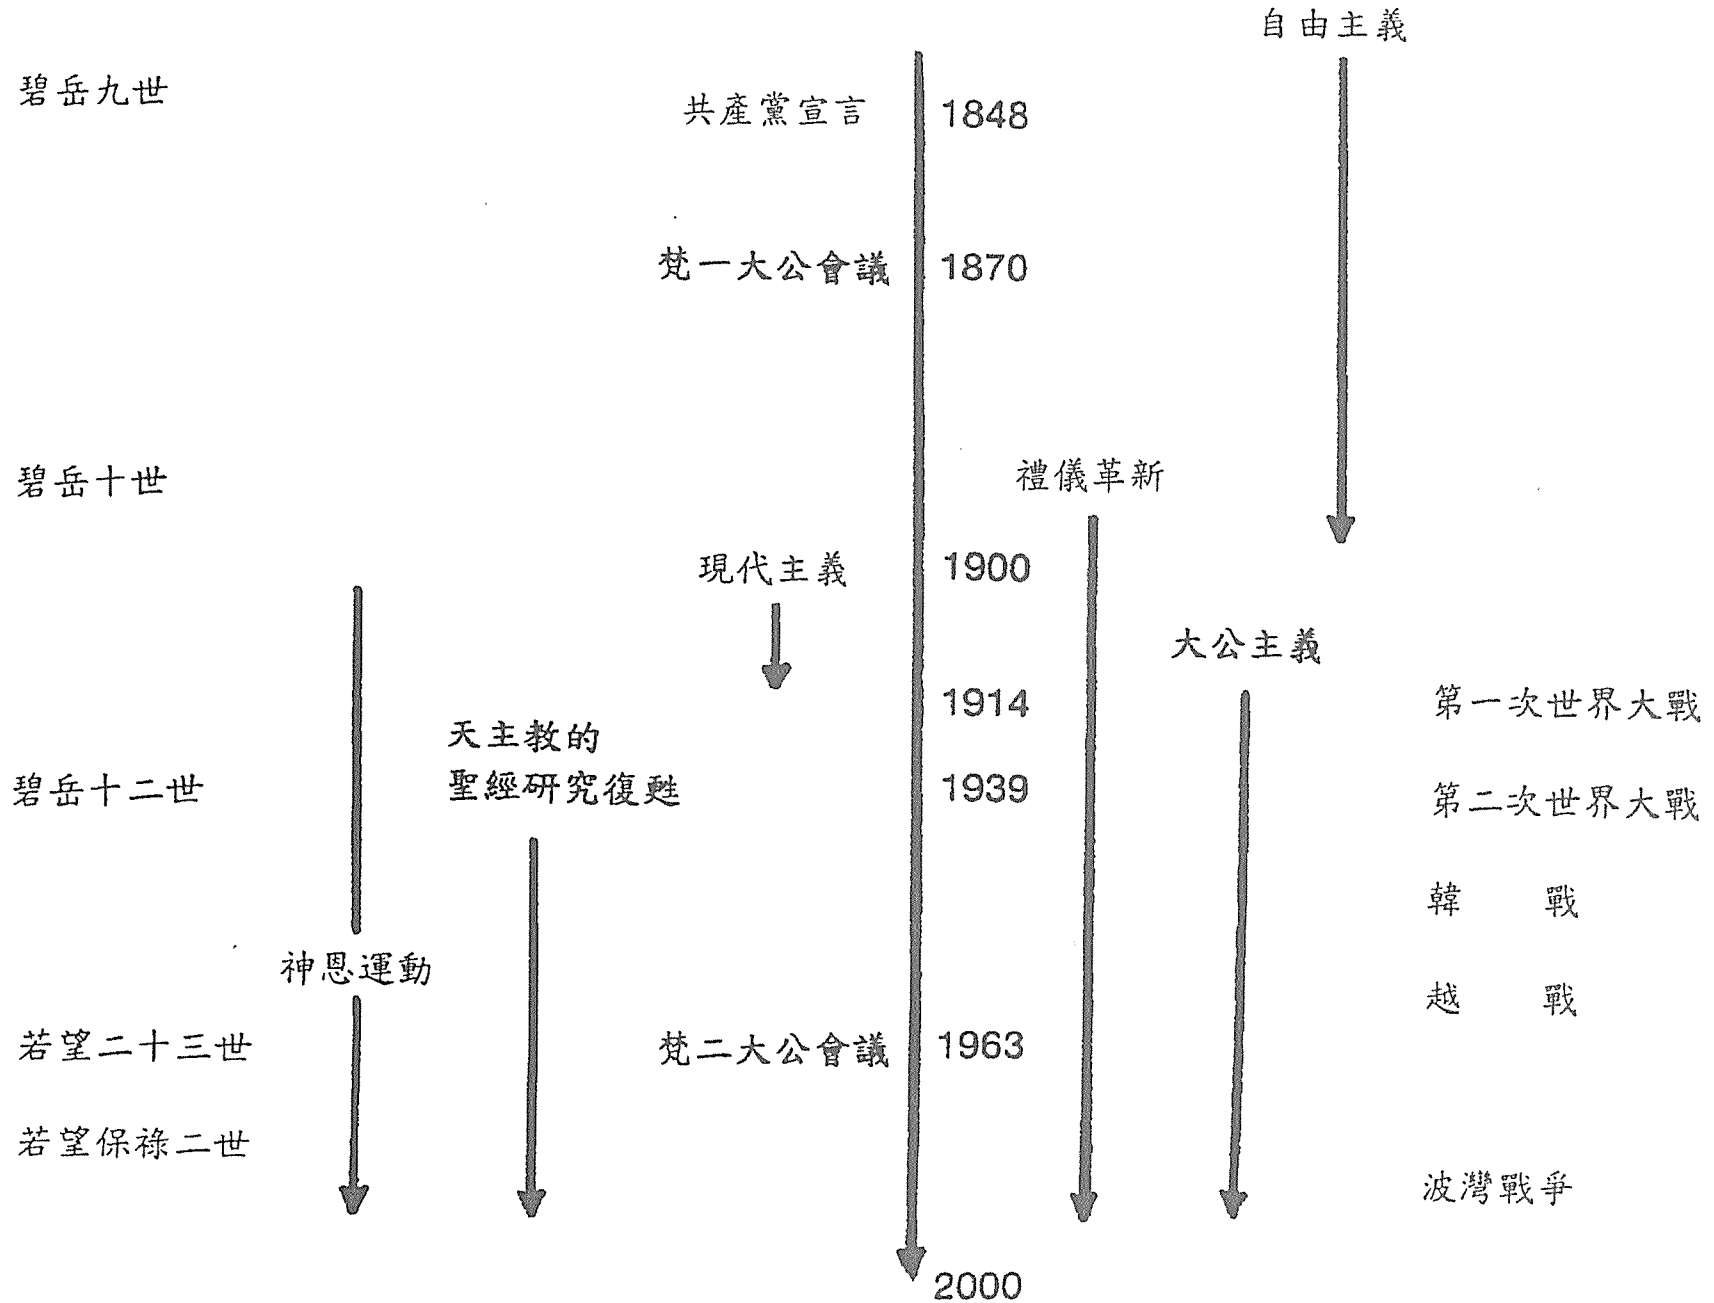 自由主義
碧岳九世
共產黨宣言
1848
梵一大公會議
1870
碧岳十世
禮儀革新
現代主義
1900
大公主義
1914
第一次世界大戰
天主教的
聖經研究復甦
碧岳十二世
1939
第二次世界大戰
韓 戰
神恩運動
越 戰
若望二十三世
梵二大公會議
1963
若望保祿二世
波灣戰爭
2000